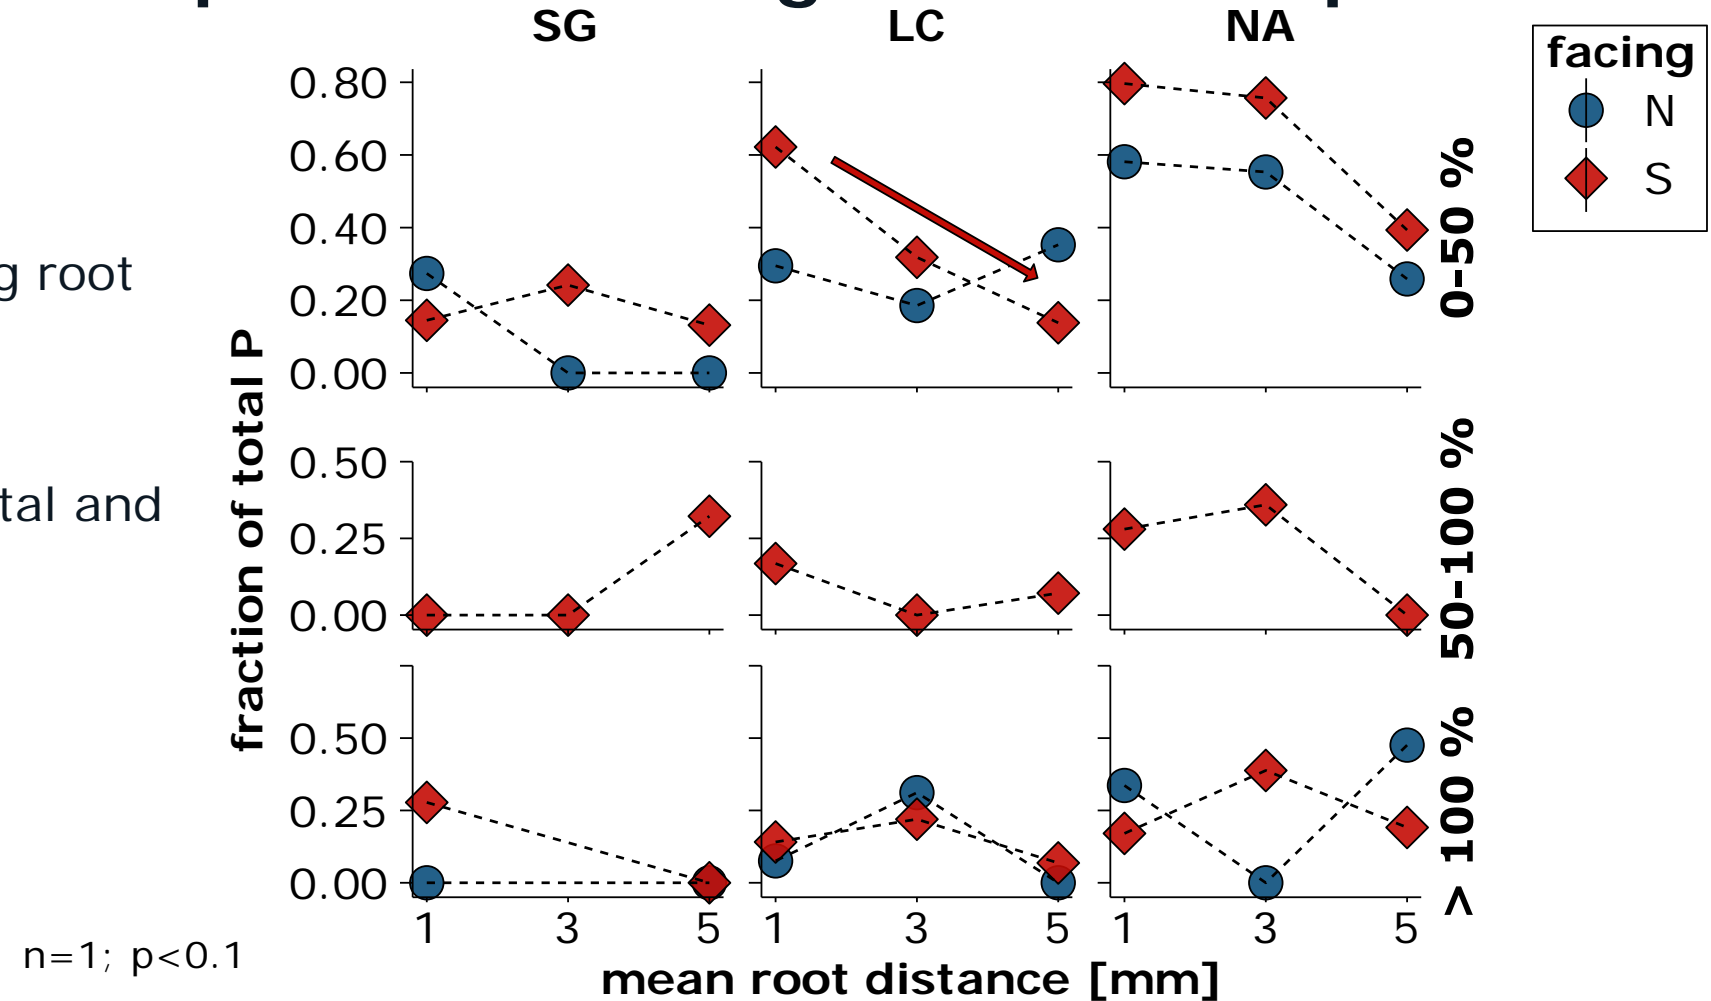 SG LC NA
facing
N
S
0.80
0.60
0.40
0.20
0.00
0-50 %
g root
fraction of total P
0.50
0.25
0.00
50-100 %
tal and
0.50
0.25
0.00
> 100 %
1 3 5 1 3 5 1 3 5
mean root distance [mm]
n=1; p<0.1